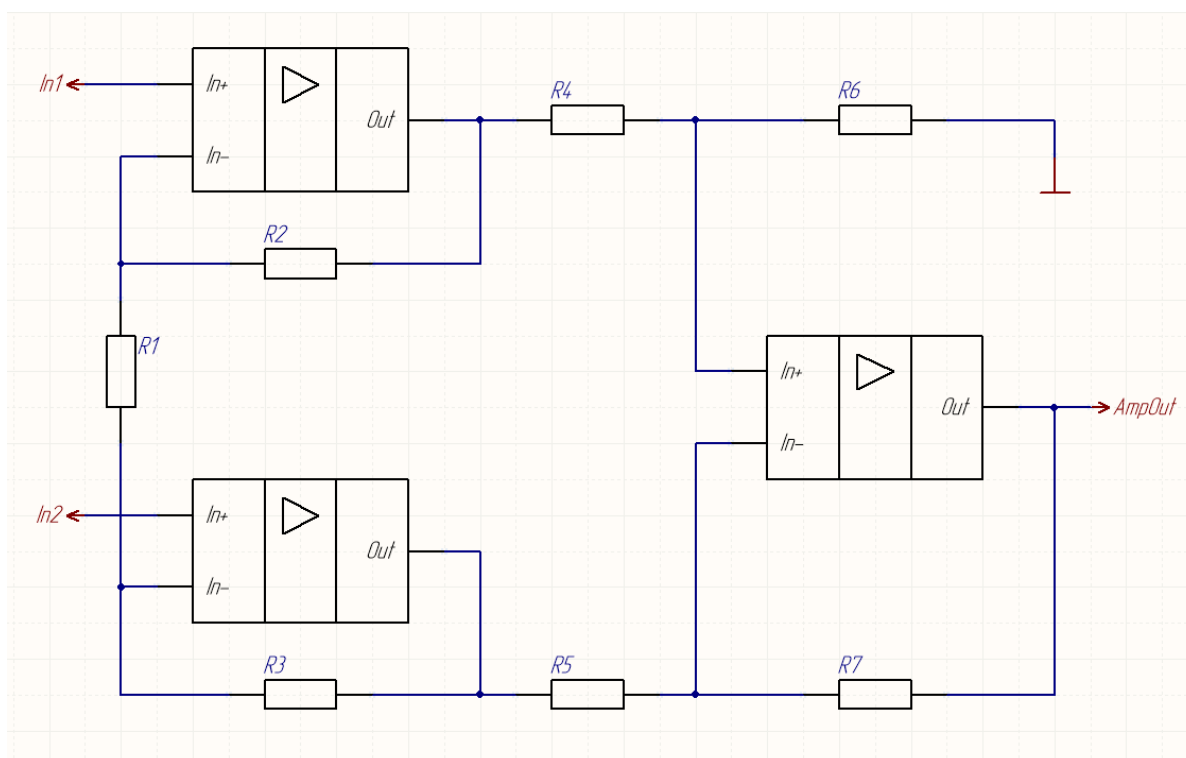 In1
In+
Out
In-
R4
R6
R2
R1
In+
Out
In-
AmpOut
In2
In+
Out
In-
R3
R5
R7